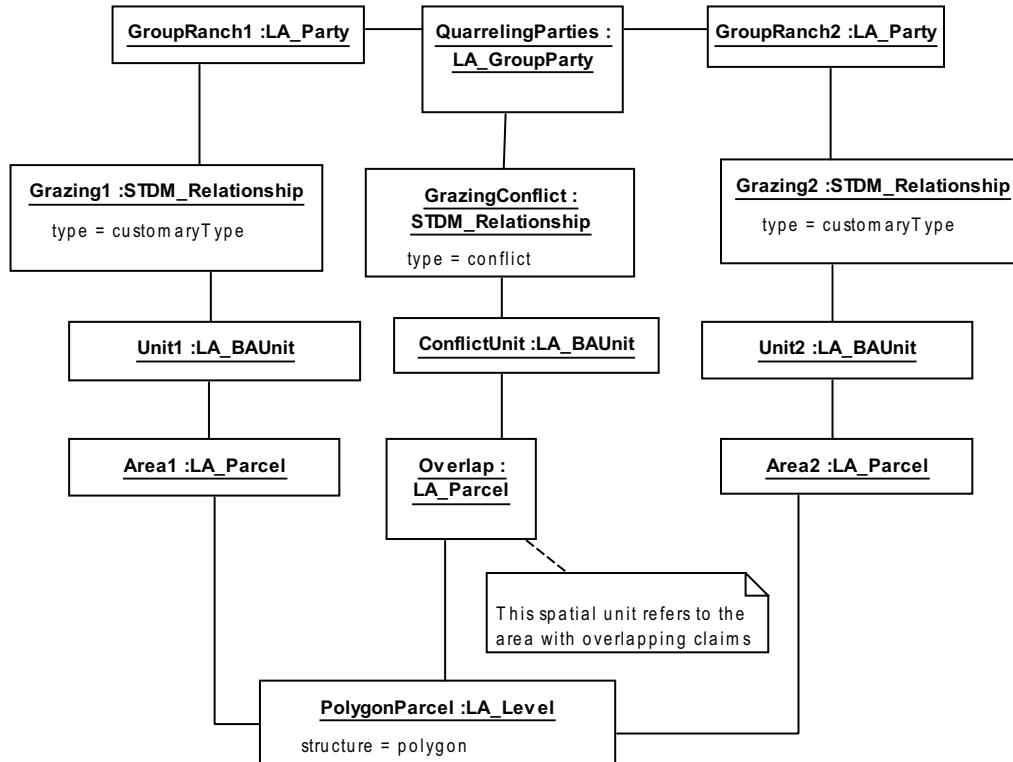 GroupRanch1 :LA_Party
QuarrelingParties :
LA_GroupParty
GroupRanch2 :LA_Party
Grazing1 :STDM_Relationship
type = customaryType
GrazingConflict :
STDM_Relationship
type = conflict
Grazing2 :STDM_Relationship
type = customaryType
Unit1 :LA_BAUnit
ConflictUnit :LA_BAUnit
Unit2 :LA_BAUnit
Area1 :LA_Parcel
Overlap :
LA_Parcel
Area2 :LA_Parcel
This spatial unit refers to the
area with overlapping claims
PolygonParcel :LA_Level
structure = polygon